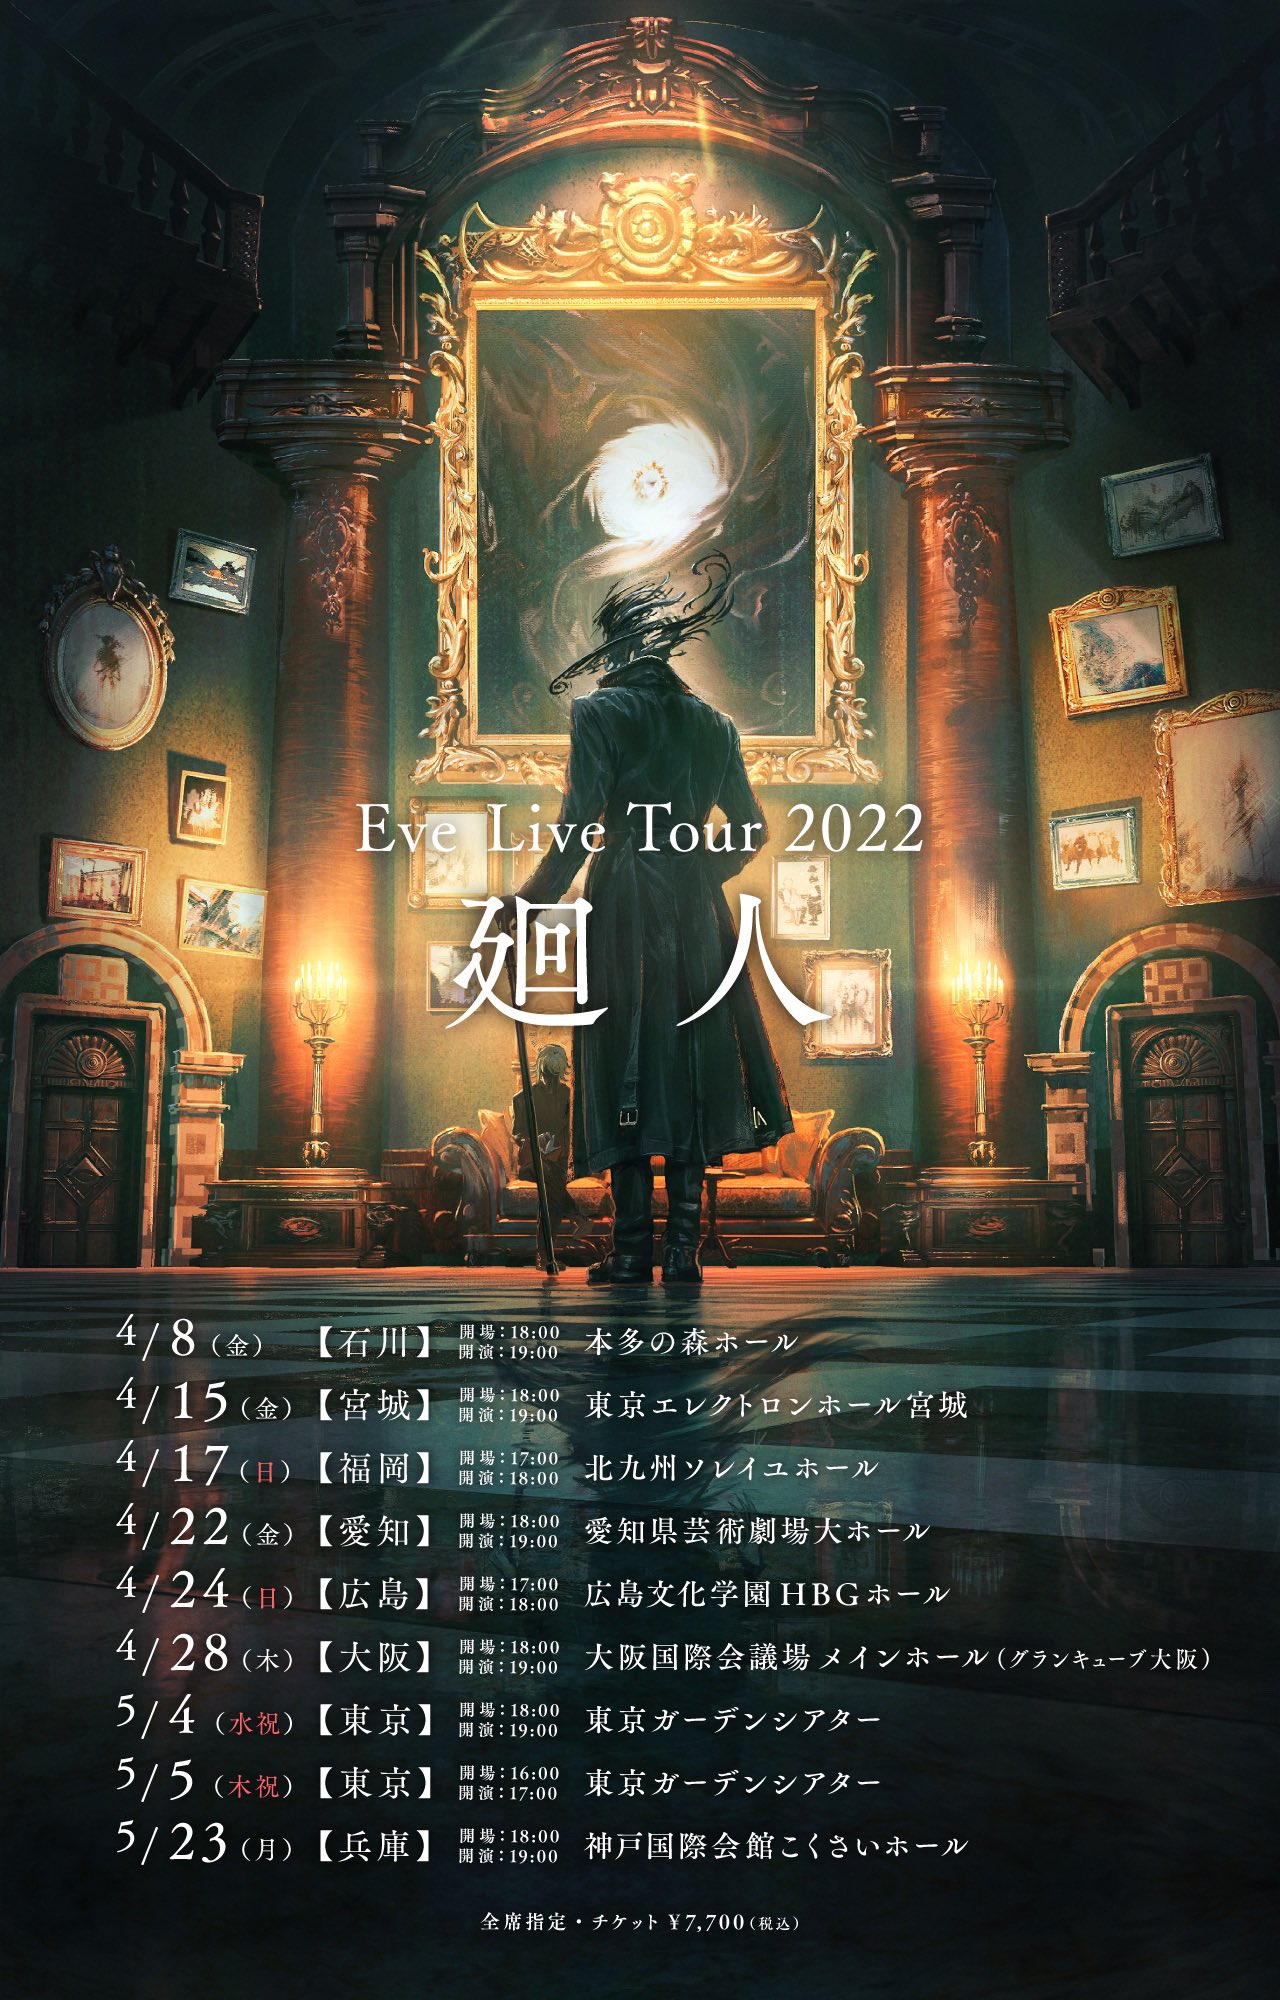 Eve Live Tour 2022
廻人
4/8（金）【石川】 開場：18:00 開演：19:00 本多の森ホール
4/15（金）【宮城】 開場：18:00 開演：19:00 東京エレクトロンホール宮城
4/17（日）【福岡】 開場：17:00 開演：18:00 北九州ソレイユホール
4/22（金）【愛知】 開場：18:00 開演：19:00 愛知県芸術劇場大ホール
4/24（日）【広島】 開場：17:00 開演：18:00 広島文化学園HBGホール
4/28（木）【大阪】 開場：18:00 開演：19:00 大阪国際会議場 メインホール（グランキューブ大阪）
5/4（水祝）【東京】 開場：18:00 開演：19:00 東京ガーデンシアター
5/5（木祝）【東京】 開場：16:00 開演：17:00 東京ガーデンシアター
5/23（月）【兵庫】 開場：18:00 開演：19:00 神戸国際会館こくさいホール
全席指定・チケット ¥7,700（税込）